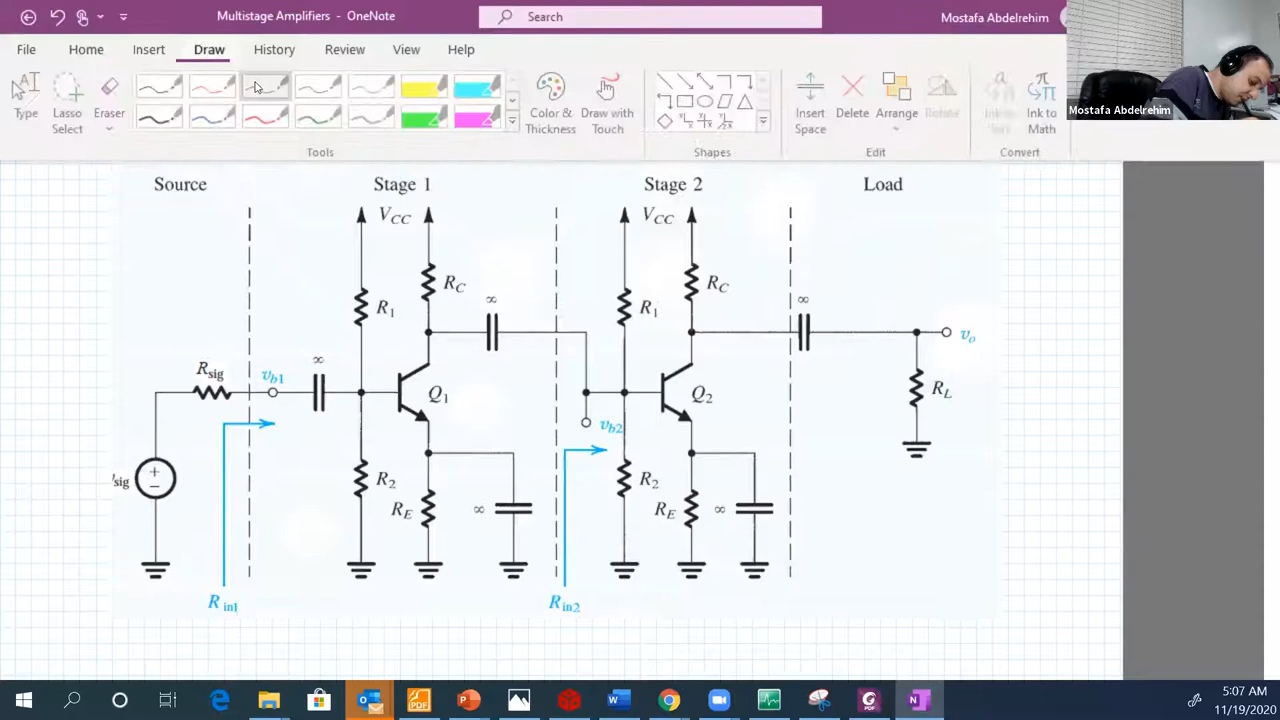 Multistage Amplifiers - OneNote
Search
Mostafa Abdelrehim
File Home Insert Draw History Review View Help
Type
Lasso Select
Eraser
Color & Thickness
Draw with Touch
Insert Space
Delete
Arrange
Rotate
Ink to Text
Ink to Math
Tools
Shapes
Edit
Convert
Mostafa Abdelrehim
Source
Stage 1
Stage 2
Load
VCC
VCC
RC
RC
∞
∞
R1
R1
vo
Rsig
vb1
∞
Q1
Q2
RL
vb2
+
−
sig
R2
R2
RE
∞
RE
∞
Rin1
Rin2
PDF
5:07 AM
11/19/2020